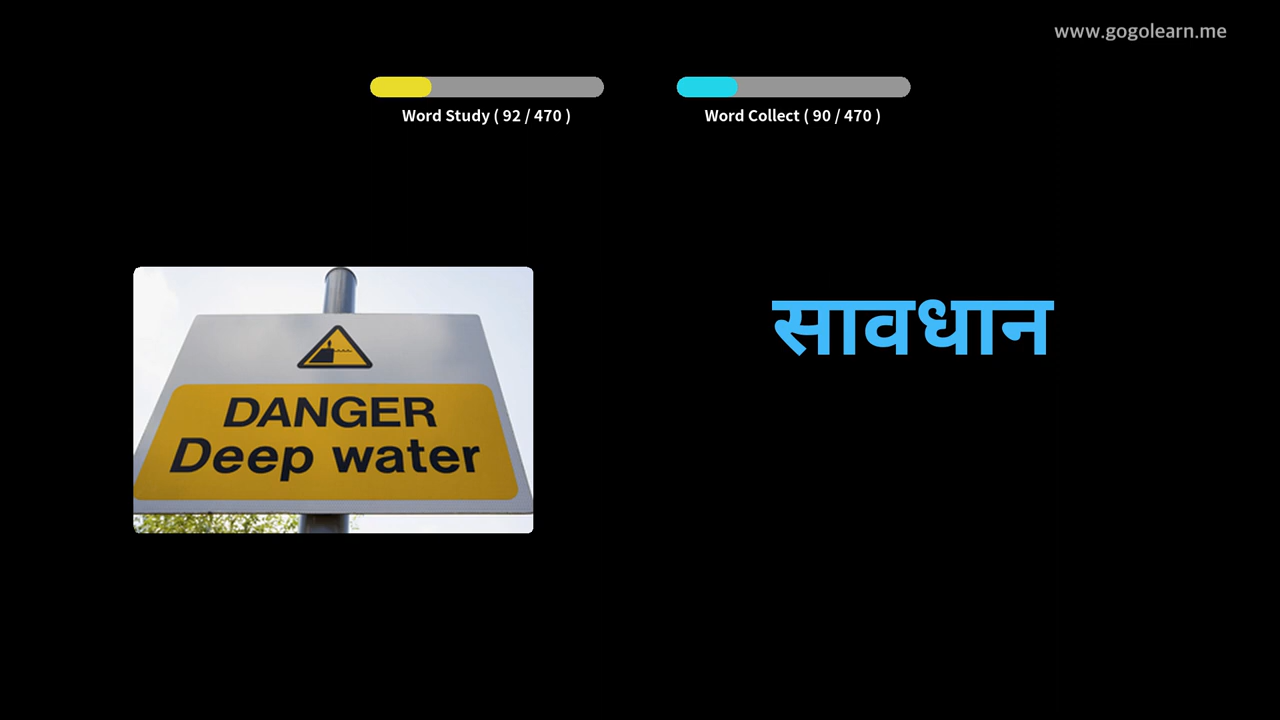 www.gogolearn.me
Word Study ( 92 / 470 )
Word Collect ( 90 / 470 )
DANGER
Deep water
सावधान